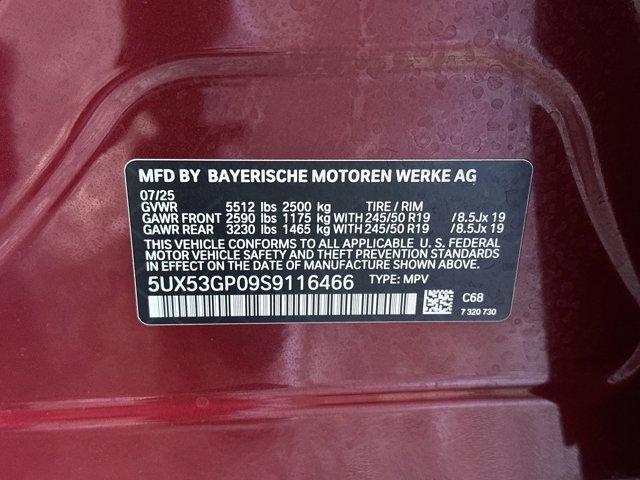 MFD BY BAYERISCHE MOTOREN WERKE AG
07/25
GVWR 5512 lbs 2500 kg TIRE / RIM
GAWR FRONT 2590 lbs 1175 kg WITH 245/50 R19 /8.5Jx 19
GAWR REAR 3230 lbs 1465 kg WITH 245/50 R19 /8.5Jx 19
THIS VEHICLE CONFORMS TO ALL APPLICABLE U.S. FEDERAL
MOTOR VEHICLE SAFETY AND THEFT PREVENTION STANDARDS
IN EFFECT ON THE DATE OF MANUFACTURE SHOWN ABOVE.
5UX53GP09S9116466 TYPE: MPV
C68
7 320 730